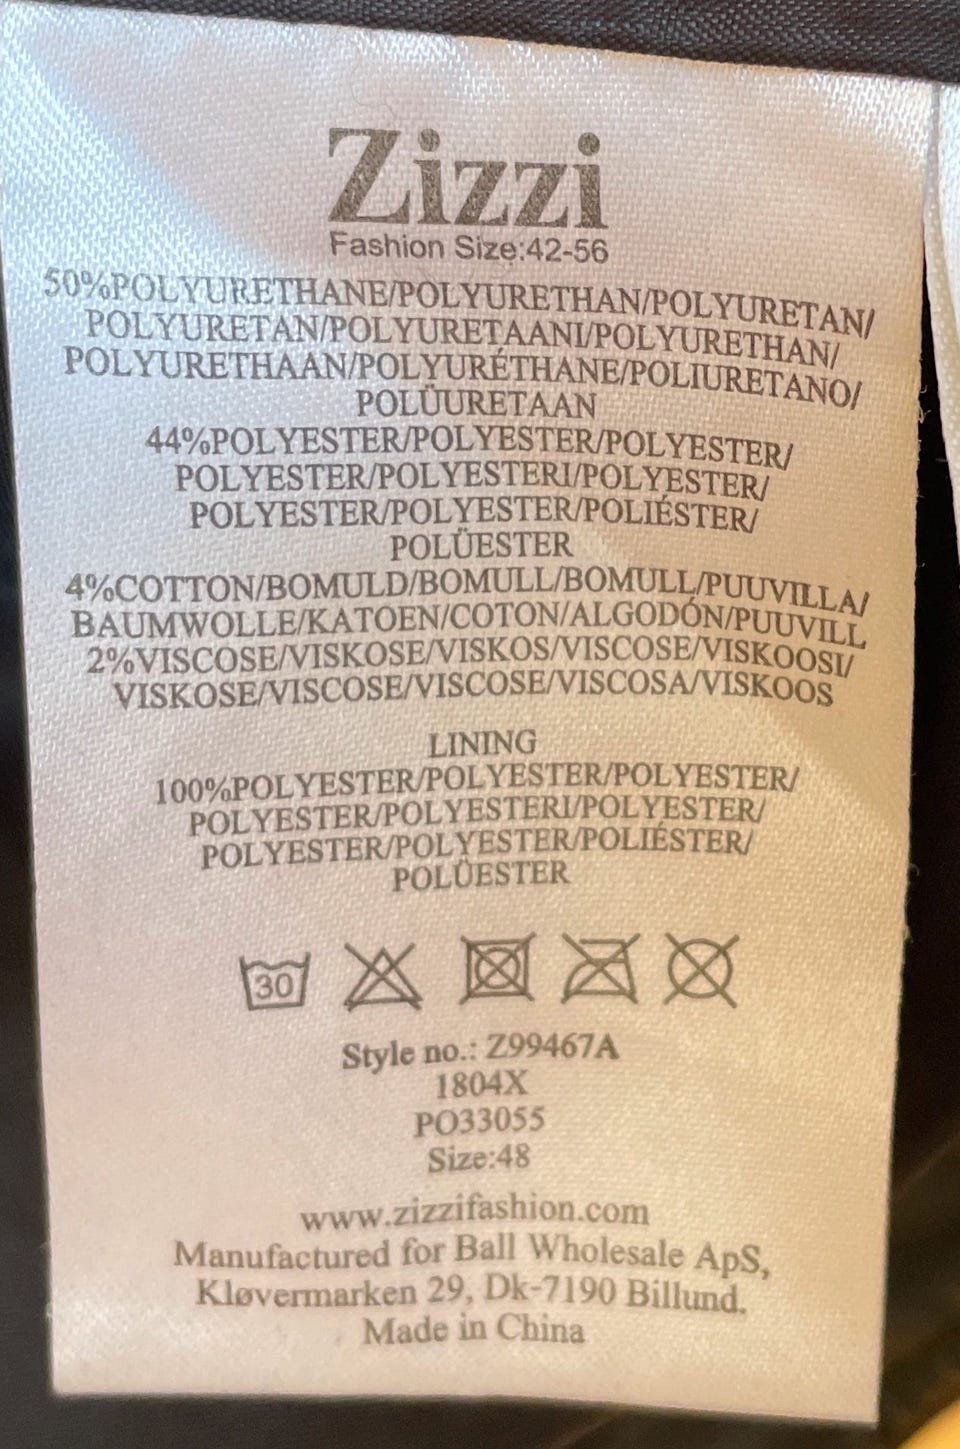 Zizzi
Fashion Size:42-56
50%POLYURETHANE/POLYURETHAN/POLYURETAN/
POLYURETAN/POLYURETAANI/POLYURETHAN/
POLYURETHAAN/POLYURÉTHANE/POLIURETANO/
POLÜURETAAN
44%POLYESTER/POLYESTER/POLYESTER/
POLYESTER/POLYESTERI/POLYESTER/
POLYESTER/POLYESTER/POLIÉSTER/
POLÜESTER
4%COTTON/BOMULD/BOMULL/BOMULL/PUUVILLA/
BAUMWOLLE/KATOEN/COTON/ALGODÓN/PUUVILL
2%VISCOSE/VISKOSE/VISKOS/VISCOSE/VISKOOSI/
VISKOSE/VISCOSE/VISCOSE/VISCOSA/VISKOOS
LINING
100%POLYESTER/POLYESTER/POLYESTER/
POLYESTER/POLYESTERI/POLYESTER/
POLYESTER/POLYESTER/POLIÉSTER/
POLÜESTER
30
Style no.: Z99467A
1804X
PO33055
Size:48
www.zizzifashion.com
Manufactured for Ball Wholesale ApS,
Kløvermarken 29, Dk-7190 Billund.
Made in China